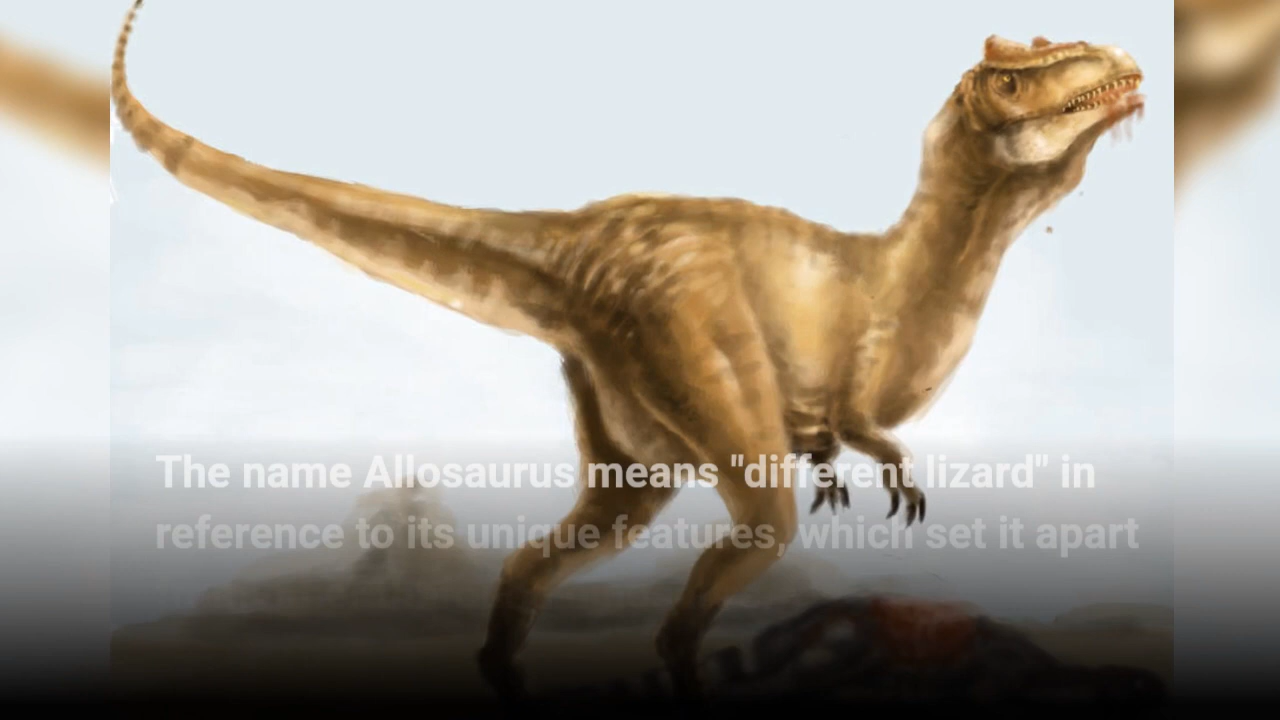 The name Allosaurus means "different lizard" in
reference to its unique features, which set it apart